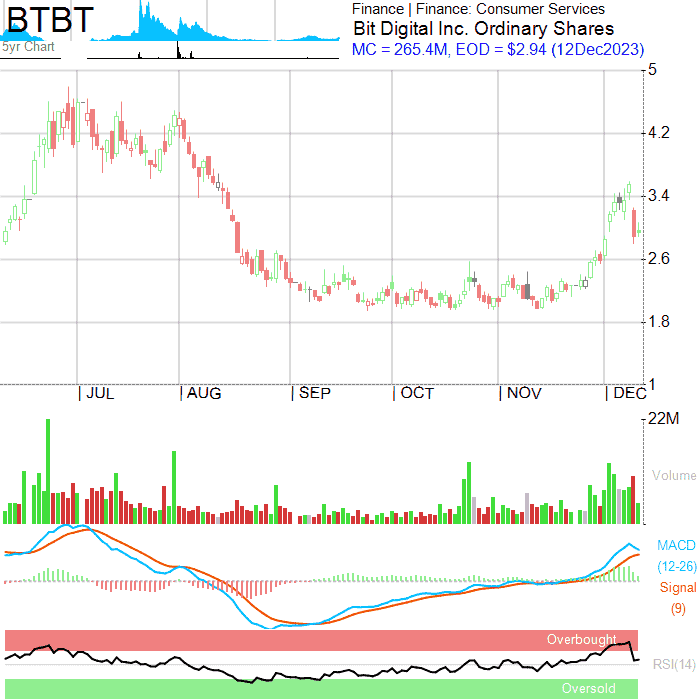 BTBT
5yr Chart
Finance | Finance: Consumer Services
Bit Digital Inc. Ordinary Shares
MC = 265.4M, EOD = $2.94 (12Dec2023)
5
4.2
3.4
2.6
1.8
1
| JUL | AUG | SEP | OCT | NOV | DEC
22M
Volume
MACD
(12-26)
Signal
(9)
Overbought
RSI(14)
Oversold